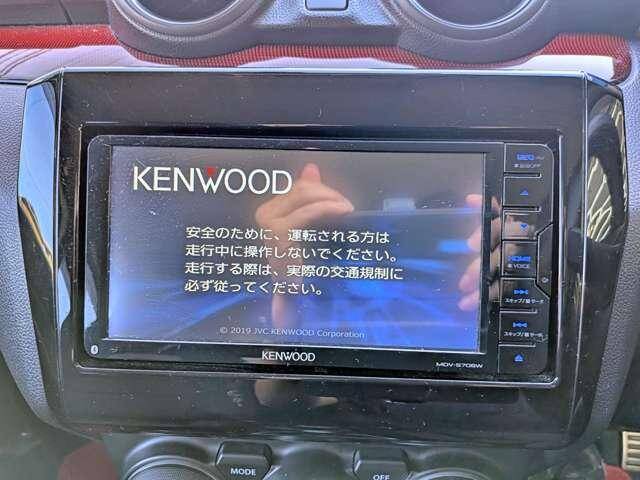 KENWOOD
安全のために、運転される方は
走行中に操作しないでください。
走行する際は、実際の交通規制に
必ず従ってください。
© 2019 JVC KENWOOD Corporation
KENWOOD
MDV-S706W
HOME
VOICE
MODE
OFF